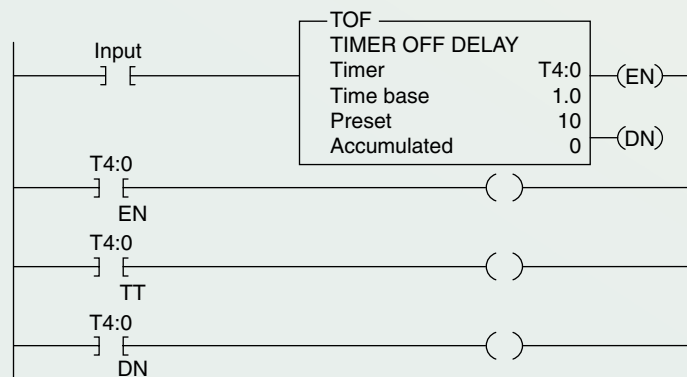 TOF
TIMER OFF DELAY
Input
Timer T4:0
(EN)
Time base 1.0
Preset 10
(DN)
Accumulated 0
T4:0
EN
T4:0
TT
T4:0
DN